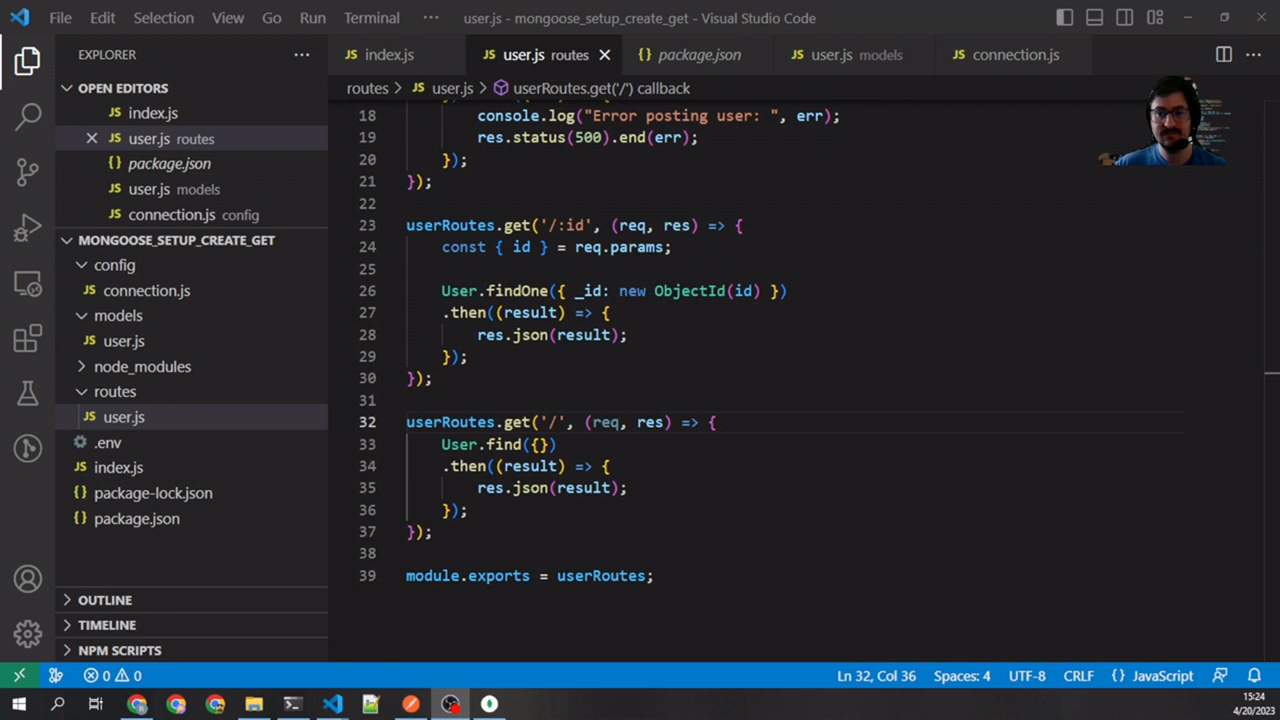 File Edit Selection View Go Run Terminal ··· user.js - mongoose_setup_create_get - Visual Studio Code
EXPLORER ···
index.js
user.js routes
package.json
user.js models
connection.js
···
OPEN EDITORS
index.js
user.js routes
package.json
user.js models
connection.js config
MONGOOSE_SETUP_CREATE_GET
config
connection.js
models
user.js
node_modules
routes
user.js
.env
index.js
package-lock.json
package.json
OUTLINE
TIMELINE
NPM SCRIPTS
routes > JS user.js > userRoutes.get('/') callback
18 console.log("Error posting user: ", err);
19 res.status(500).end(err);
20 });
21 });
22
23 userRoutes.get('/:id', (req, res) => {
24 const { id } = req.params;
25
26 User.findOne({ _id: new ObjectId(id) })
27 .then((result) => {
28 res.json(result);
29 });
30 });
31
32 userRoutes.get('/', (req, res) => {
33 User.find({})
34 .then((result) => {
35 res.json(result);
36 });
37 });
38
39 module.exports = userRoutes;
0 0 Ln 32, Col 36 Spaces: 4 UTF-8 CRLF {} JavaScript
15:24
4/20/2023